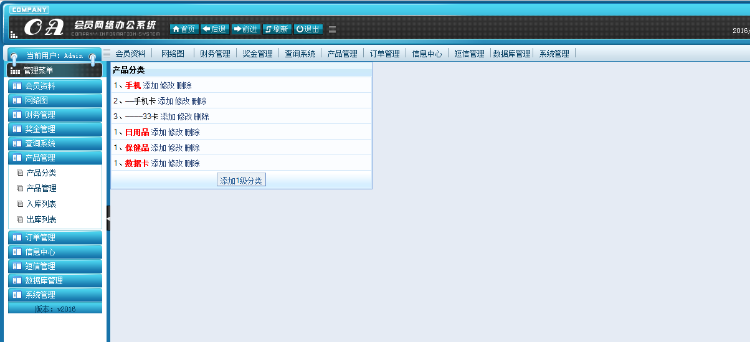 COMPANY
OA 会员网络办公系统
COMPANY INFORMATION SYSTEM
首页 后退 前进 刷新 退出
2016/
当前用户：Admin
会员资料 网络图 财务管理 奖金管理 查询系统 产品管理 订单管理 信息中心 短信管理 数据库管理 系统管理
管理菜单
会员资料
网络图
财务管理
奖金管理
查询系统
产品管理
产品分类
产品管理
入库列表
出库列表
订单管理
信息中心
短信管理
数据库管理
系统管理
版本：v2016
产品分类
1、手机 添加 修改 删除
2、—手机卡 添加 修改 删除
3、——33卡 添加 修改 删除
1、日用品 添加 修改 删除
1、保健品 添加 修改 删除
1、数据卡 添加 修改 删除
添加1级分类